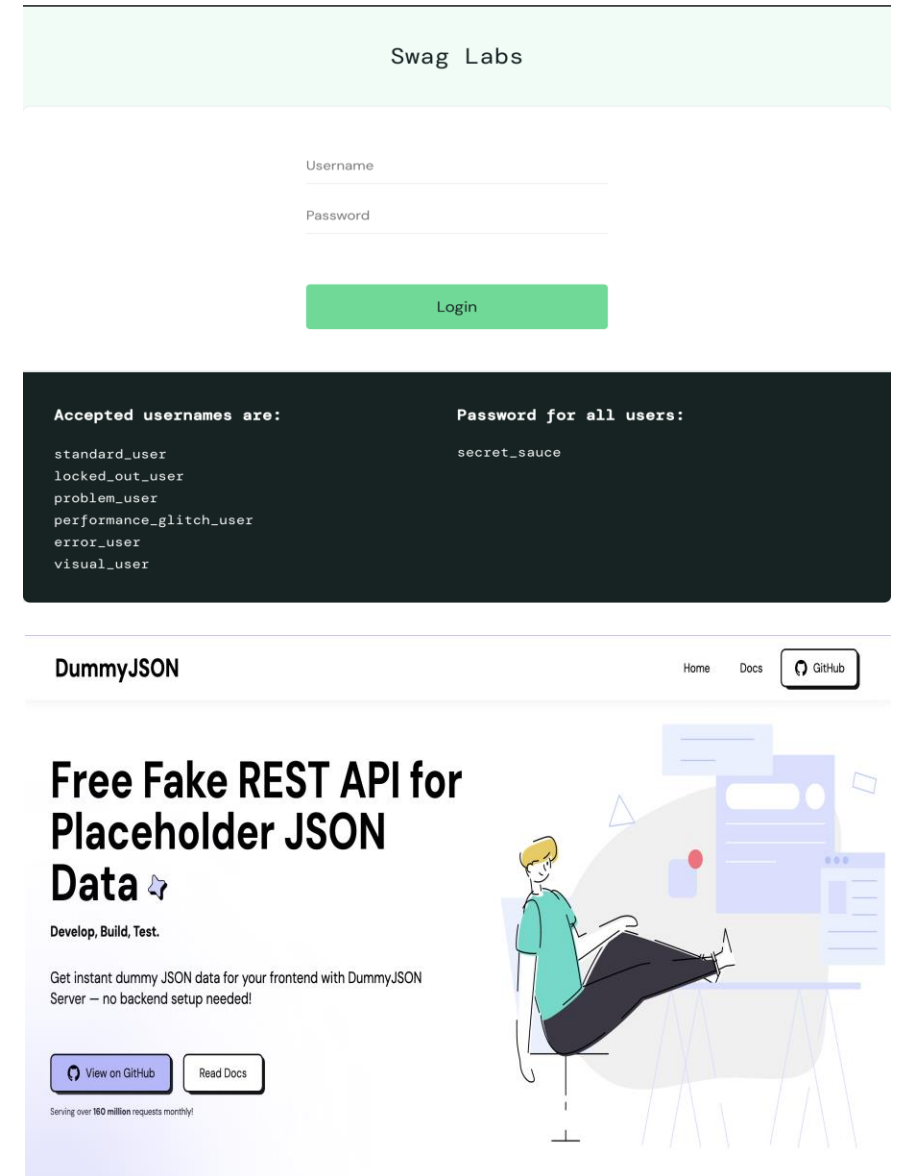 Swag Labs
Username
Password
Login
Accepted usernames are:
standard_user
locked_out_user
problem_user
performance_glitch_user
error_user
visual_user
Password for all users:
secret_sauce
DummyJSON
Home Docs GitHub
Free Fake REST API for
Placeholder JSON
Data
Develop, Build, Test.
Get instant dummy JSON data for your frontend with DummyJSON
Server — no backend setup needed!
View on GitHub Read Docs
Serving over 160 million requests monthly!